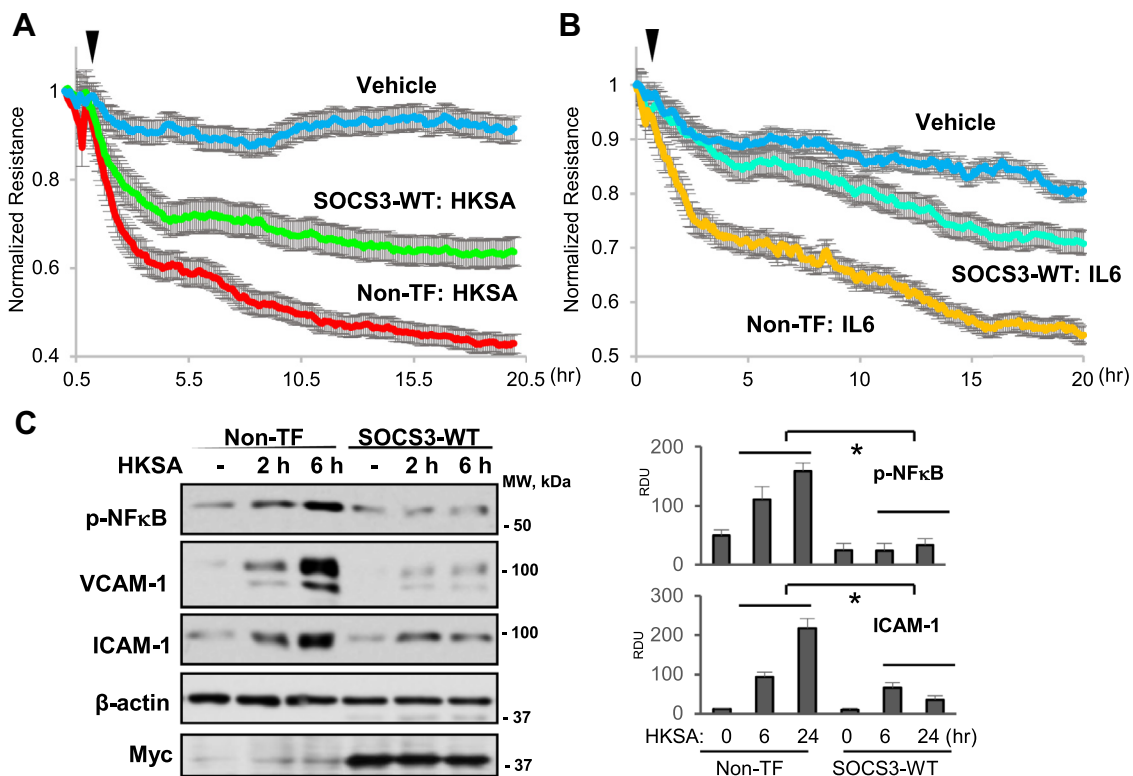 A
Normalized Resistance
1
0.8
0.6
0.4
0.5
5.5
10.5
15.5
20.5
(hr)
Vehicle
SOCS3-WT: HKSA
Non-TF: HKSA
B
Normalized Resistance
1
0.9
0.8
0.7
0.6
0.5
0
5
10
15
20 (hr)
Vehicle
SOCS3-WT: IL6
Non-TF: IL6
C
Non-TF SOCS3-WT
HKSA - 2 h 6 h - 2 h 6 h
MW, kDa
p-NFκB
- 50
VCAM-1
- 100
ICAM-1
- 100
β-actin
- 37
Myc
- 37
200
100
0
RDU
*
p-NFκB
300
200
100
0
RDU
*
ICAM-1
HKSA: 0 6 24 0 6 24 (hr)
Non-TF SOCS3-WT